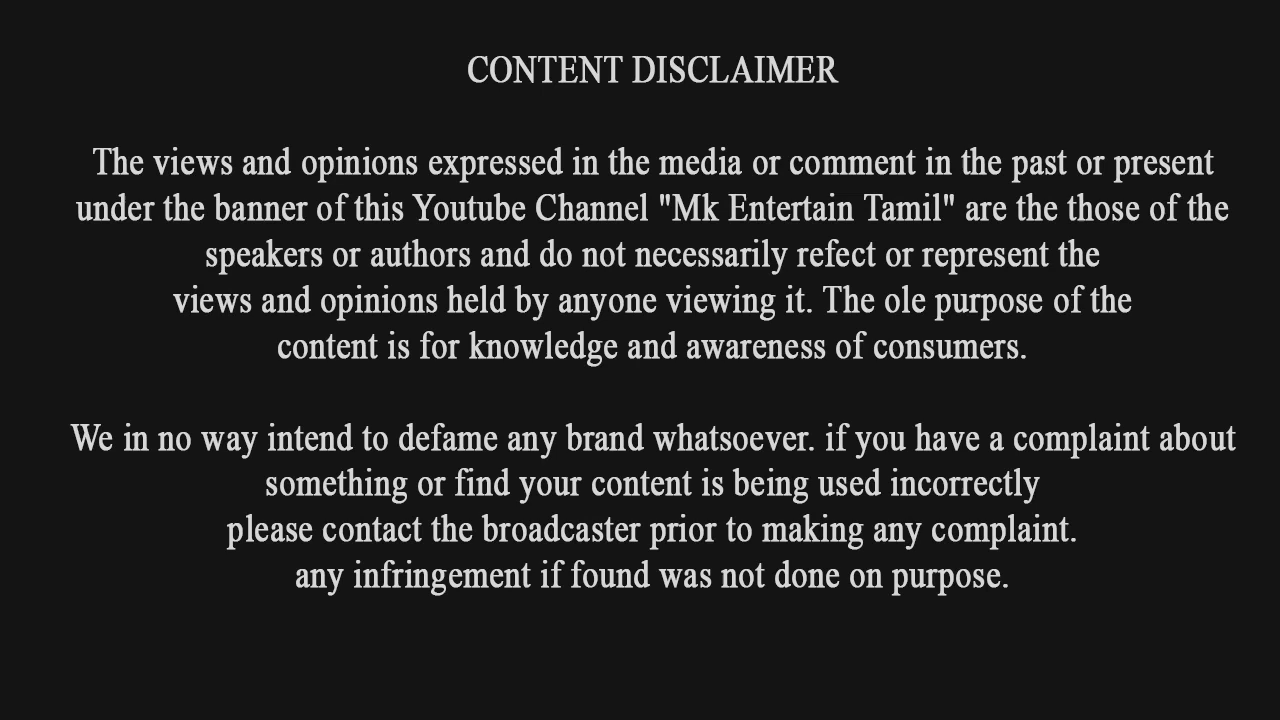 CONTENT DISCLAIMER
The views and opinions expressed in the media or comment in the past or present
under the banner of this Youtube Channel "Mk Entertain Tamil" are the those of the
speakers or authors and do not necessarily refect or represent the
views and opinions held by anyone viewing it. The ole purpose of the
content is for knowledge and awareness of consumers.
We in no way intend to defame any brand whatsoever. if you have a complaint about
something or find your content is being used incorrectly
please contact the broadcaster prior to making any complaint.
any infringement if found was not done on purpose.